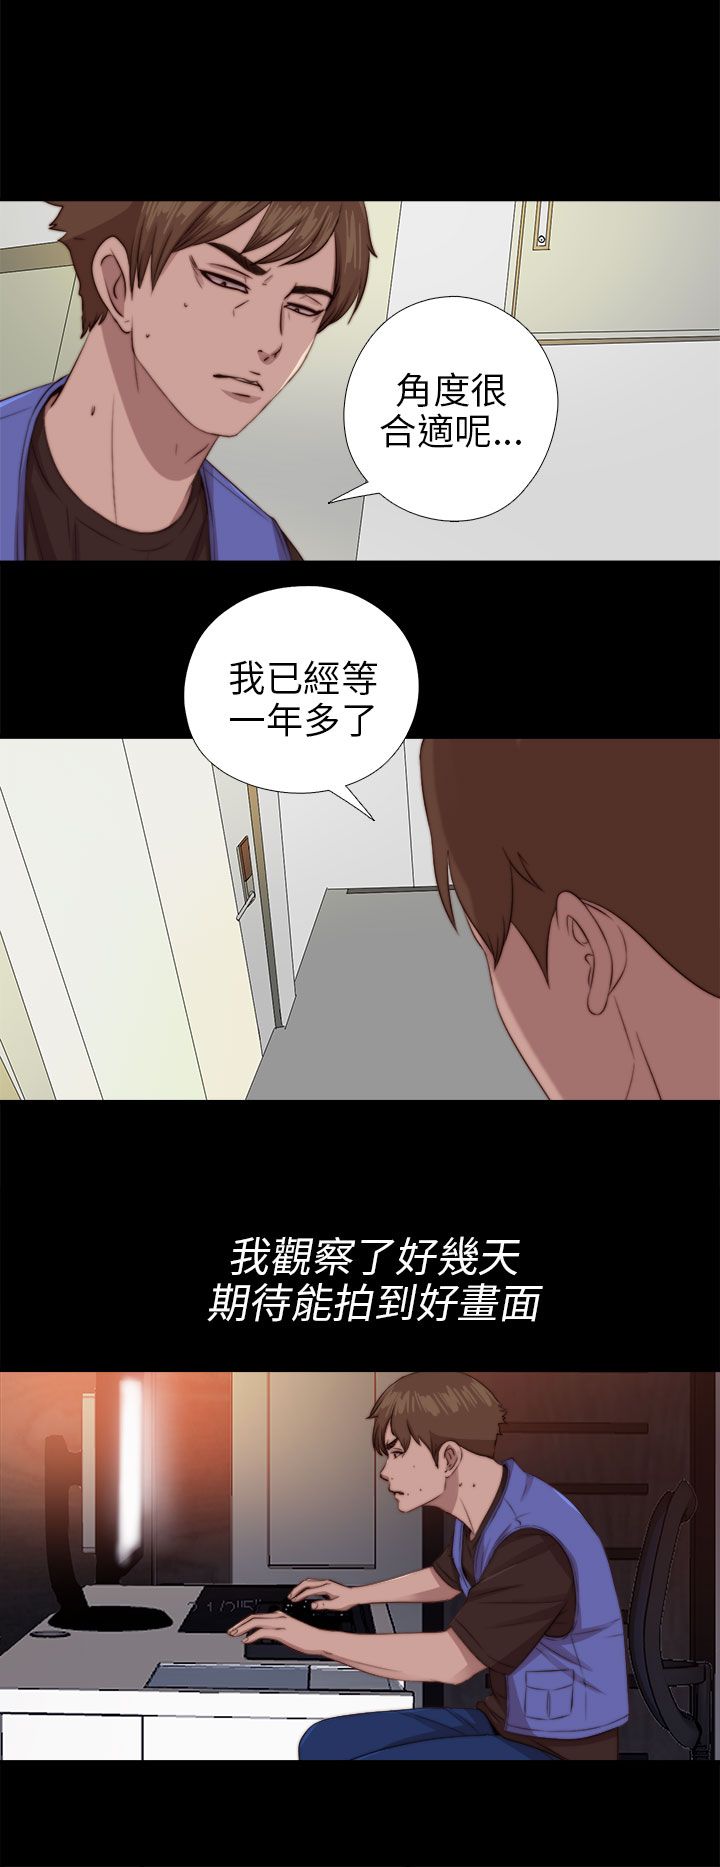 角度很
合適呢...
我已經等
一年多了
我觀察了好幾天
期待能拍到好畫面